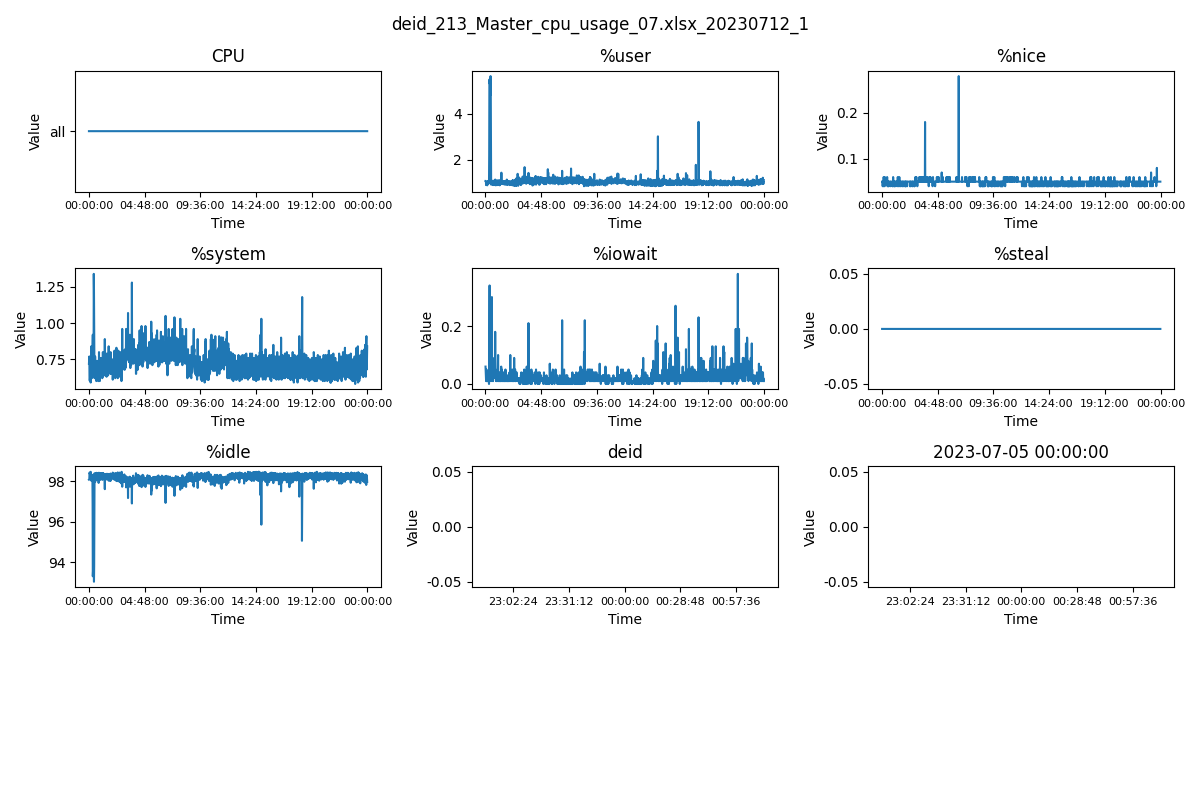 deid_213_Master_cpu_usage_07.xlsx_20230712_1
CPU
Value
all
00:00:00 04:48:00 09:36:00 14:24:00 19:12:00 00:00:00
Time
%user
Value
4
2
00:00:00 04:48:00 09:36:00 14:24:00 19:12:00 00:00:00
Time
%nice
Value
0.2
0.1
00:00:00 04:48:00 09:36:00 14:24:00 19:12:00 00:00:00
Time
%system
Value
1.25
1.00
0.75
00:00:00 04:48:00 09:36:00 14:24:00 19:12:00 00:00:00
Time
%iowait
Value
0.2
0.0
00:00:00 04:48:00 09:36:00 14:24:00 19:12:00 00:00:00
Time
%steal
Value
0.05
0.00
-0.05
00:00:00 04:48:00 09:36:00 14:24:00 19:12:00 00:00:00
Time
%idle
Value
98
96
94
00:00:00 04:48:00 09:36:00 14:24:00 19:12:00 00:00:00
Time
deid
Value
0.05
0.00
-0.05
23:02:24 23:31:12 00:00:00 00:28:48 00:57:36
Time
2023-07-05 00:00:00
Value
0.05
0.00
-0.05
23:02:24 23:31:12 00:00:00 00:28:48 00:57:36
Time